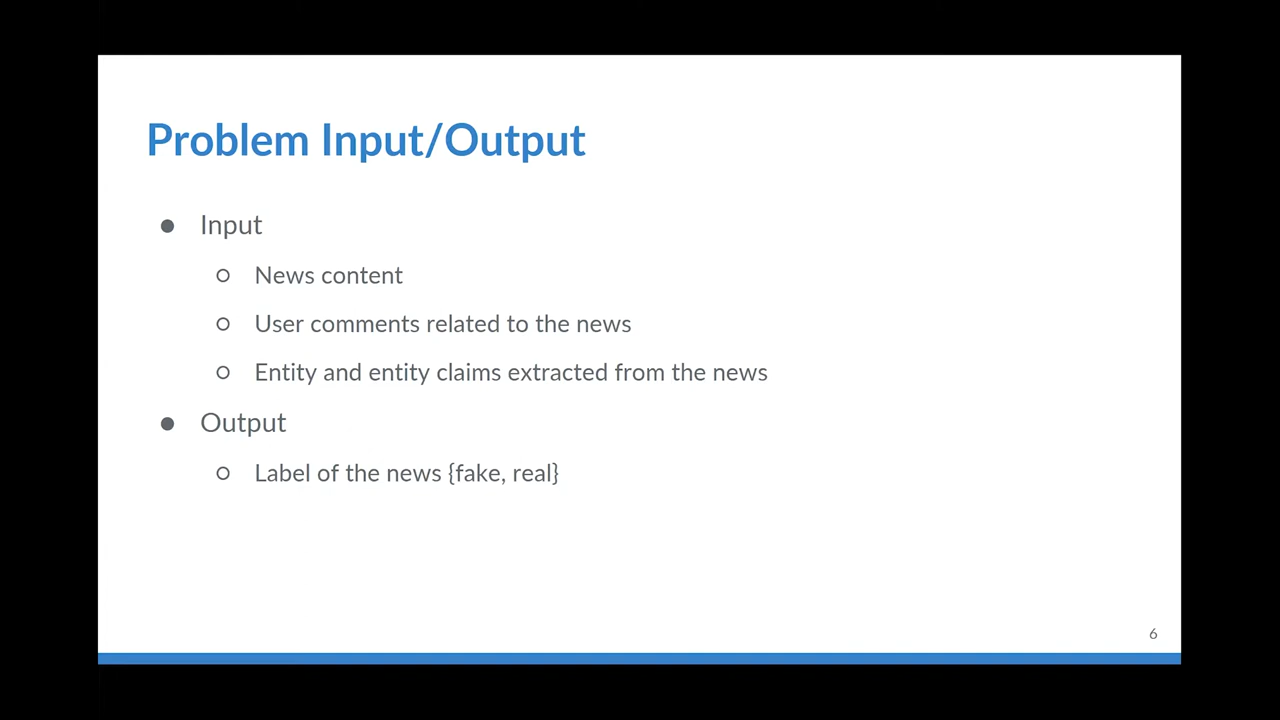 Problem Input/Output
● Input
○ News content
○ User comments related to the news
○ Entity and entity claims extracted from the news
● Output
○ Label of the news {fake, real}
6